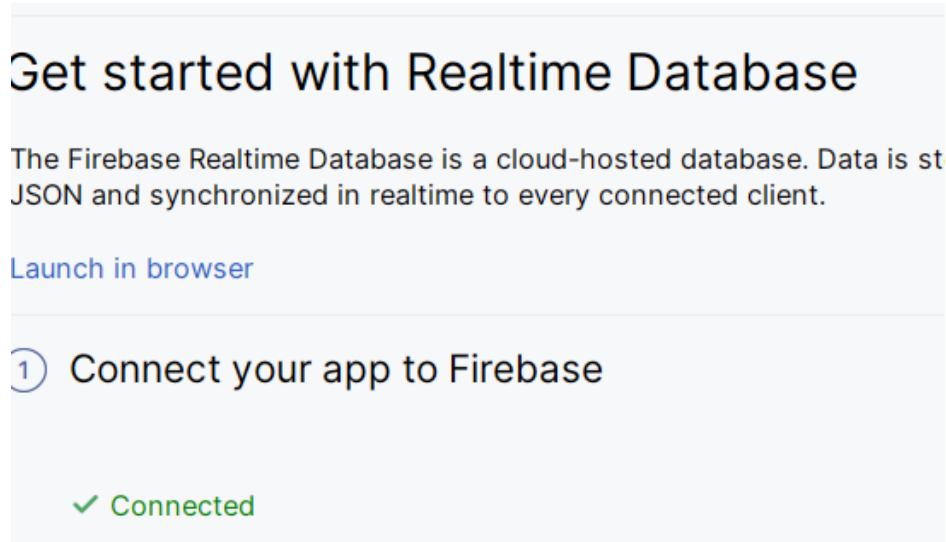 Get started with Realtime Database
The Firebase Realtime Database is a cloud-hosted database. Data is
JSON and synchronized in realtime to every connected client.
Launch in browser
1 Connect your app to Firebase
Connected